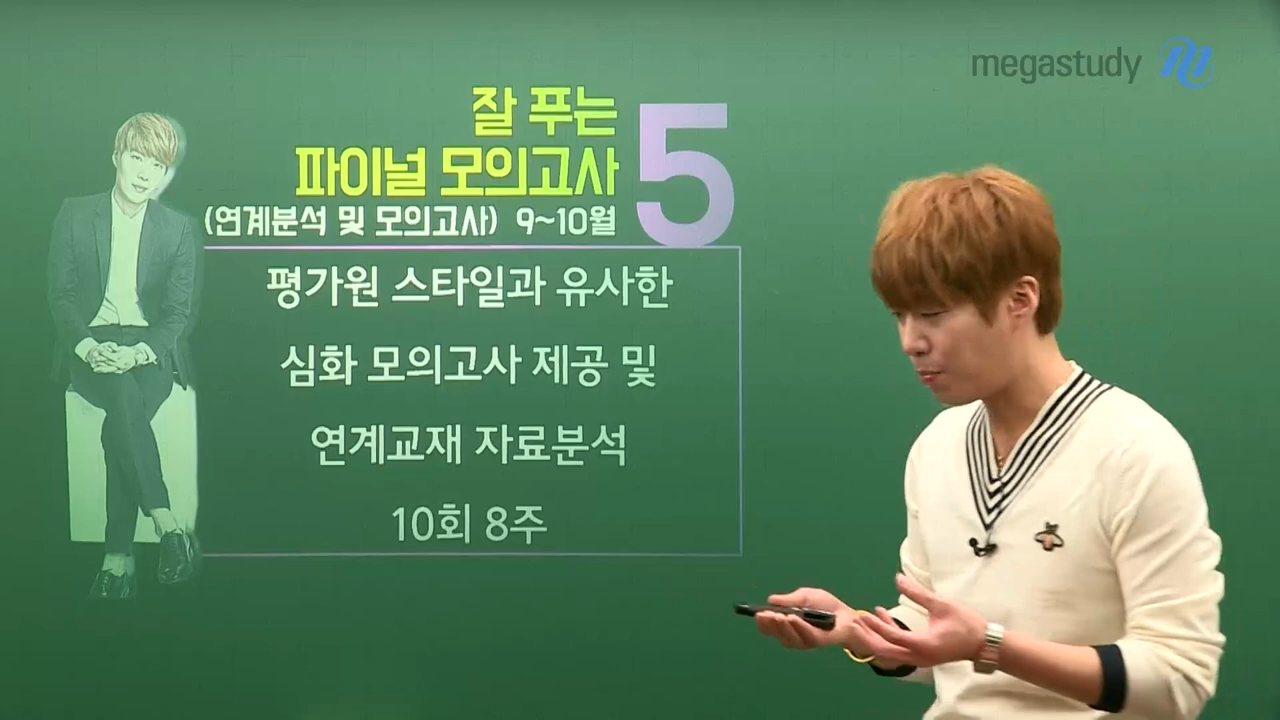 megastudy
잘 푸는
파이널 모의고사 5
(연계분석 및 모의고사) 9~10월
평가원 스타일과 유사한
심화 모의고사 제공 및
연계교재 자료분석
10회 8주